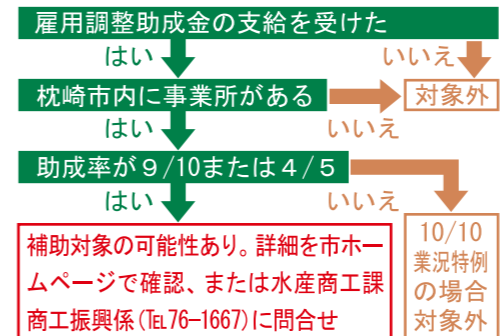 雇用調整助成金の支給を受けた
はい いいえ
枕崎市内に事業所がある 対象外
はい いいえ
助成率が９/10または４/５
はい いいえ
補助対象の可能性あり。詳細を市ホー
ムページで確認、または水産商工課
商工振興係(℡76−1667)に問合せ
10/10
業況特例
の場合
対象外